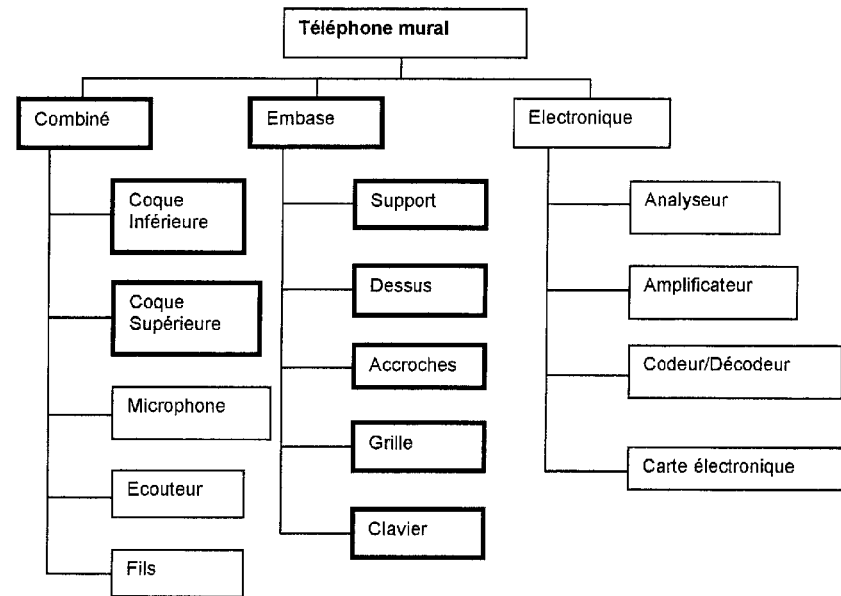 Téléphone mural
Combiné
Embase
Electronique
Coque
Inférieure
Coque
Supérieure
Microphone
Ecouteur
Fils
Support
Dessus
Accroches
Grille
Clavier
Analyseur
Amplificateur
Codeur/Décodeur
Carte électronique